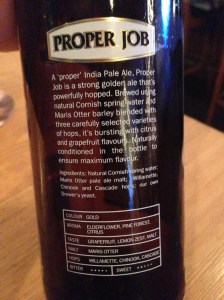 PROPER JOB
A 'proper' India Pale Ale, Proper
Job is a strong golden ale that's
powerfully hopped. Brewed using
natural Cornish spring water and
Maris Otter barley blended with
three carefully selected varieties
of hops, it's bursting with citrus
and grapefruit flavours. Naturally
conditioned in the bottle to
ensure maximum flavour.
Ingredients: Natural Cornish spring water;
Maris Otter pale ale malt; Willamette,
Chinook and Cascade hops; our own
Brewer's yeast.
COLOUR GOLD
AROMA ELDERFLOWER, PINE FOREST,
CITRUS
TASTE GRAPEFRUIT, LEMON ZEST, MALT
MALT MARIS OTTER
HOPS WILLAMETTE, CHINOOK, CASCADE
BITTER SWEET